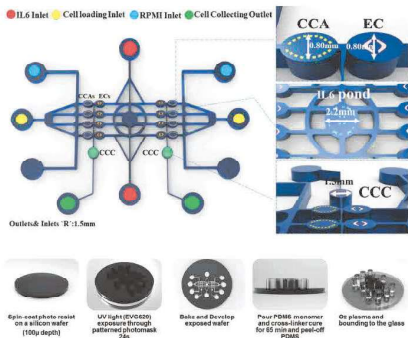 IL6 Inlet Cell loading Inlet RPMI Inlet Cell Collecting Outlet
CCA EC
0.80mm 0.80mm
CCAs ECs
IL6 pond
2.2mm
CCC CCC
1.5mm
CCC
Outlets& Inlets ¨R¨:1.5mm
Spin-coat photo resist
on a silicon wafer
(100µ depth)
UV light (EVG620)
exposure through
patterned photomask
24s
Bake and Develop
exposed wafer
Pour PDMS monomer
and cross-linker cure
for 65 min and peel-off
PDMS
O2 plasma and
bounding to the glass